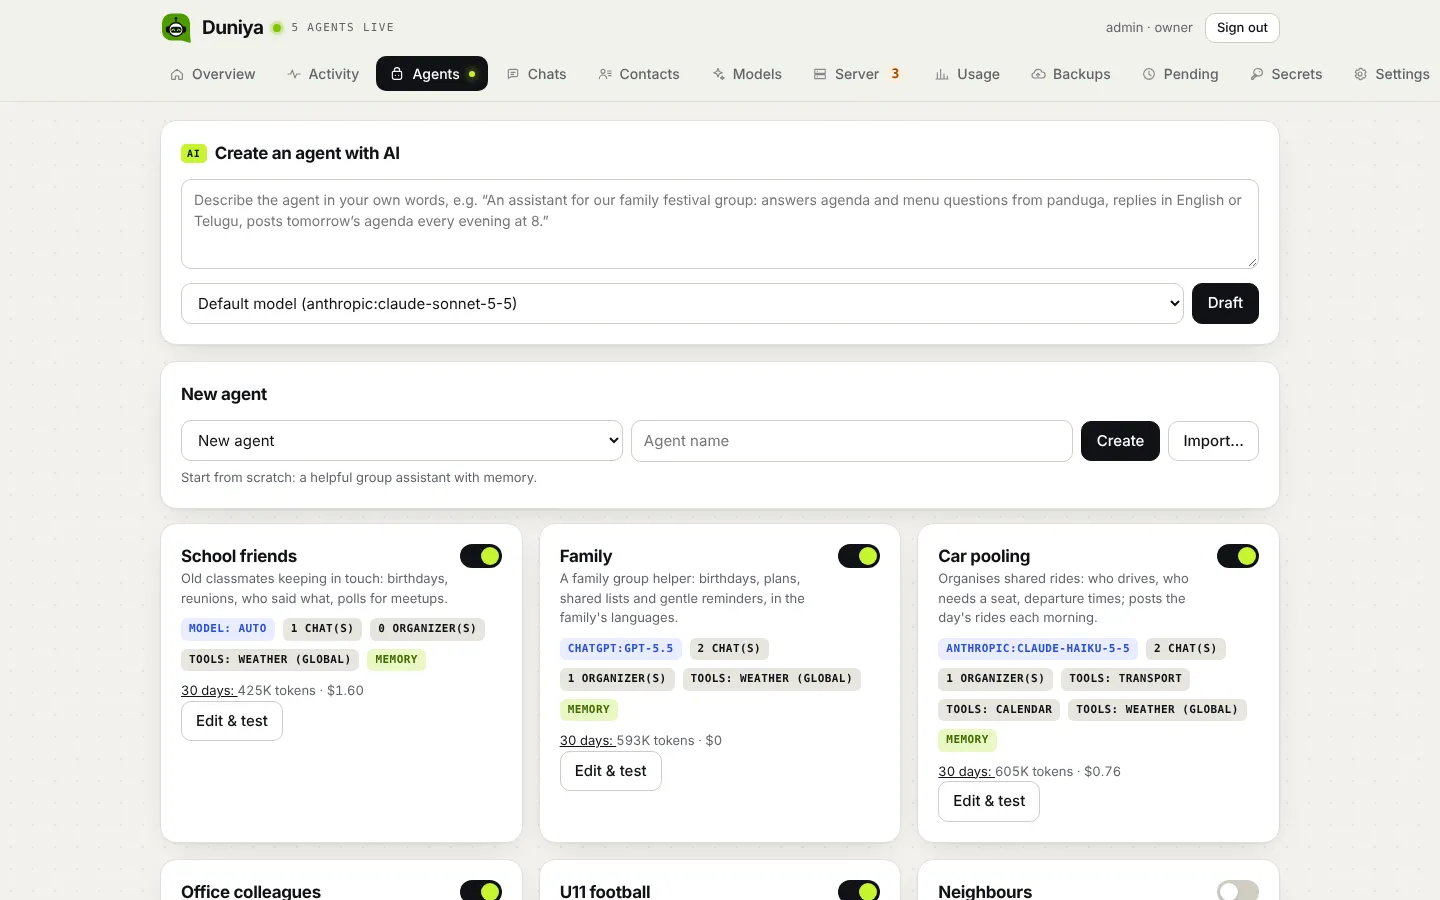 Duniya 5 AGENTS LIVE
admin · owner Sign out
Overview Activity Agents Chats Contacts Models Server 3 Usage Backups Pending Secrets Settings
AI Create an agent with AI
Describe the agent in your own words, e.g. “An assistant for our family festival group: answers agenda and menu questions from panduga, replies in English or
Telugu, posts tomorrow’s agenda every evening at 8.”
Default model (anthropic:claude-sonnet-5-5) Draft
New agent
New agent Agent name Create Import...
Start from scratch: a helpful group assistant with memory.
School friends
Old classmates keeping in touch: birthdays,
reunions, who said what, polls for meetups.
MODEL: AUTO 1 CHAT(S) 0 ORGANIZER(S)
TOOLS: WEATHER (GLOBAL) MEMORY
30 days: 425K tokens · $1.60
Edit & test
Family
A family group helper: birthdays, plans,
shared lists and gentle reminders, in the
family's languages.
CHATGPT:GPT-5.5 2 CHAT(S)
1 ORGANIZER(S) TOOLS: WEATHER (GLOBAL)
MEMORY
30 days: 593K tokens · $0
Edit & test
Car pooling
Organises shared rides: who drives, who
needs a seat, departure times; posts the
day's rides each morning.
ANTHROPIC:CLAUDE-HAIKU-5-5 2 CHAT(S)
1 ORGANIZER(S) TOOLS: TRANSPORT
TOOLS: CALENDAR TOOLS: WEATHER (GLOBAL)
MEMORY
30 days: 605K tokens · $0.76
Edit & test
Office colleagues
U11 football
Neighbours